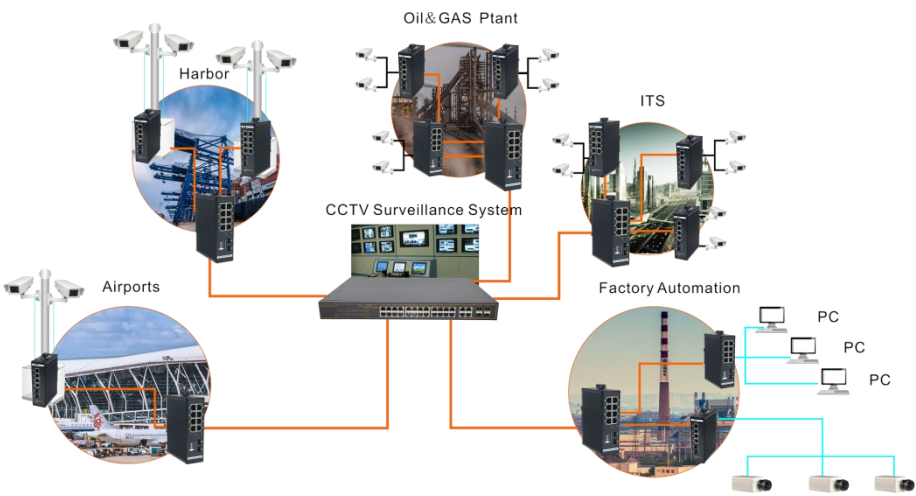 Oil&GAS Ptant
Harbor
ITS
CCTV Surveillance System
Airports
Factory Automation
PC
PC
PC